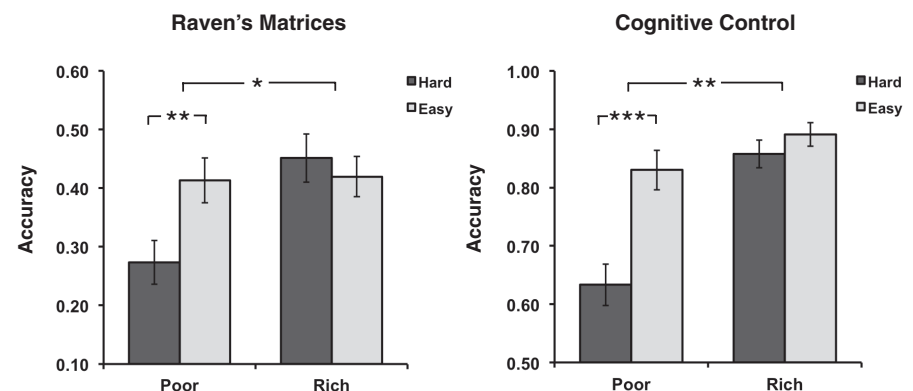 Raven's Matrices
Accuracy
0.60
0.50
0.40
0.30
0.20
0.10
*
**
Hard
Easy
Poor
Rich
Cognitive Control
Accuracy
1.00
0.90
0.80
0.70
0.60
0.50
**
***
Hard
Easy
Poor
Rich